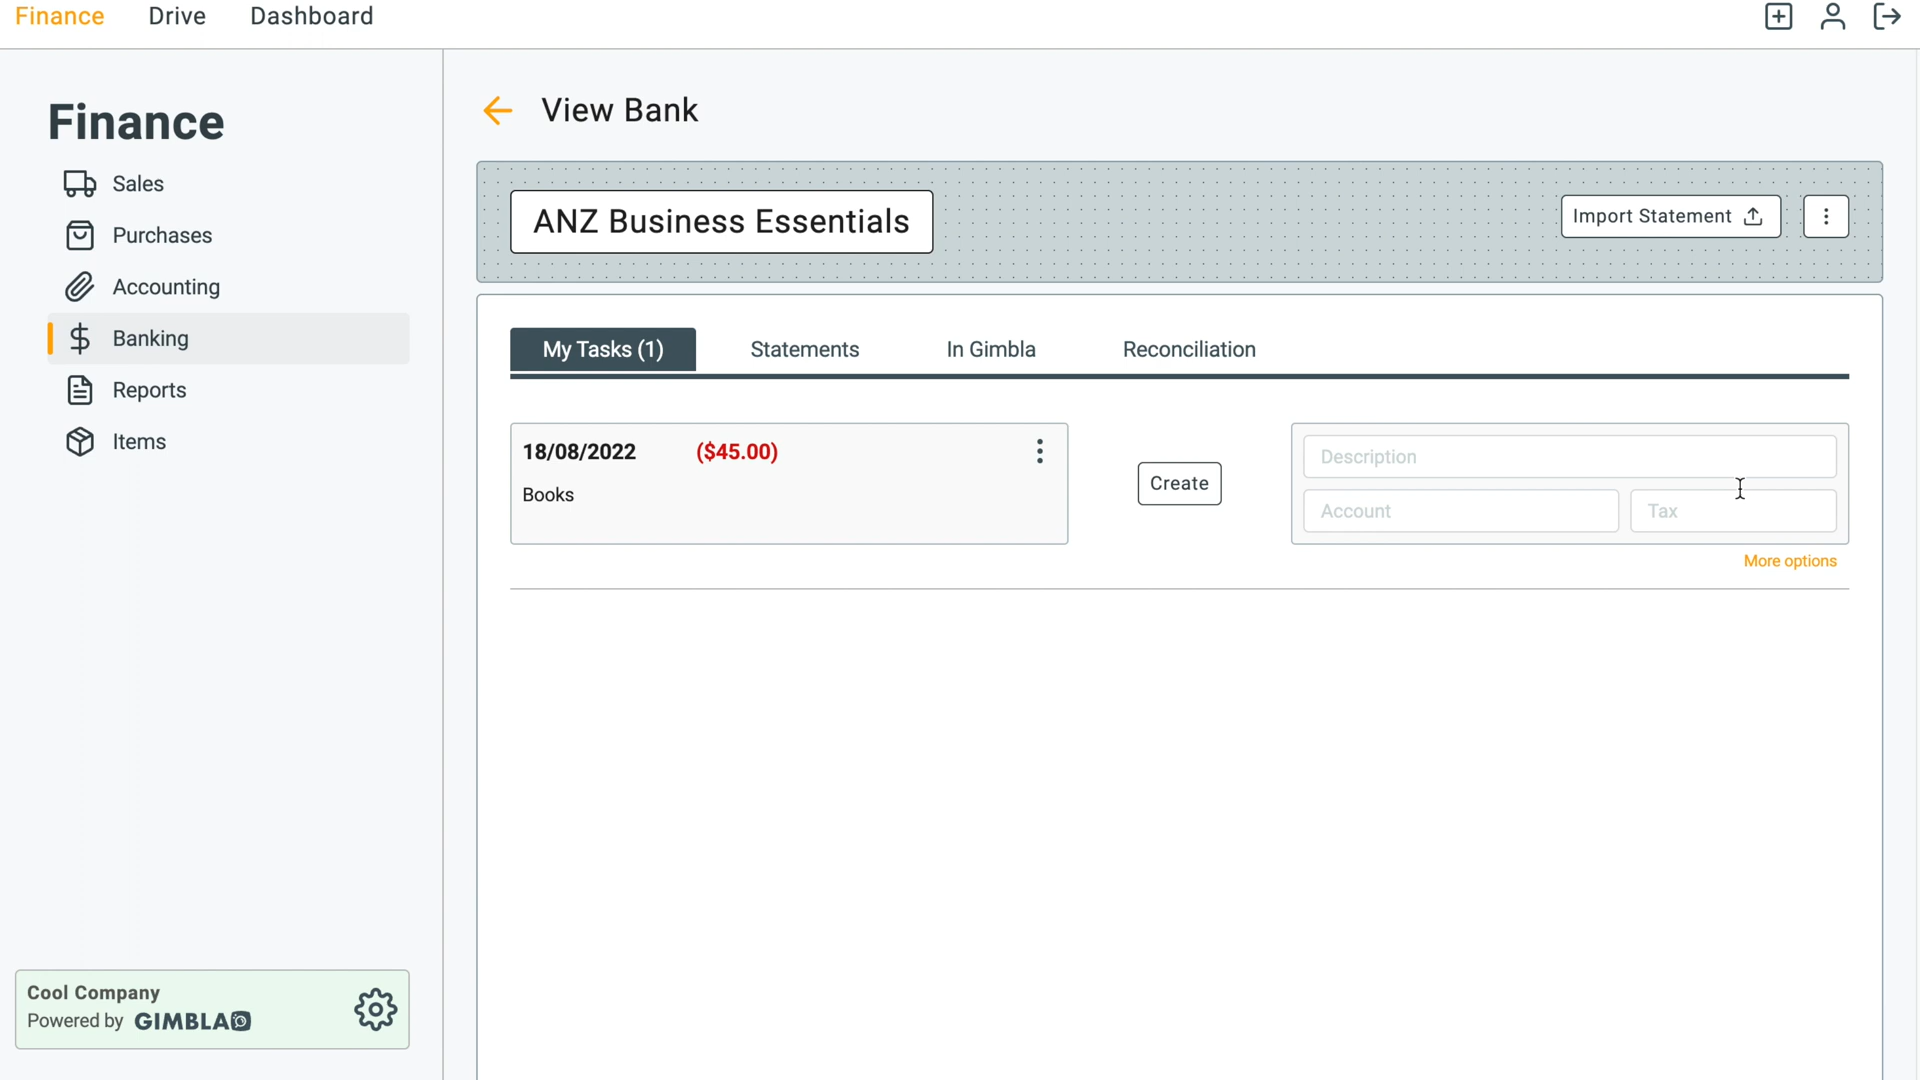 Finance Drive Dashboard
Finance
Sales
Purchases
Accounting
Banking
Reports
Items
Cool Company
Powered by GIMBLA
View Bank
ANZ Business Essentials
Import Statement
My Tasks (1) Statements In Gimbla Reconciliation
18/08/2022 ($45.00)
Books
Create
Description
Account Tax
More options